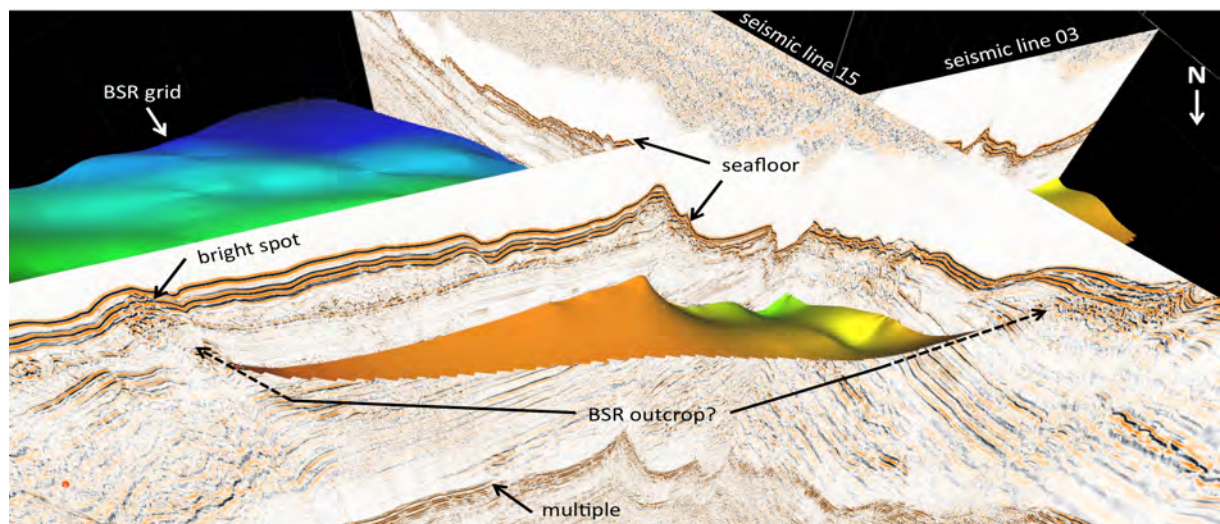 seismic line 15
seismic line 03
N
BSR grid
seafloor
bright spot
BSR outcrop?
multiple